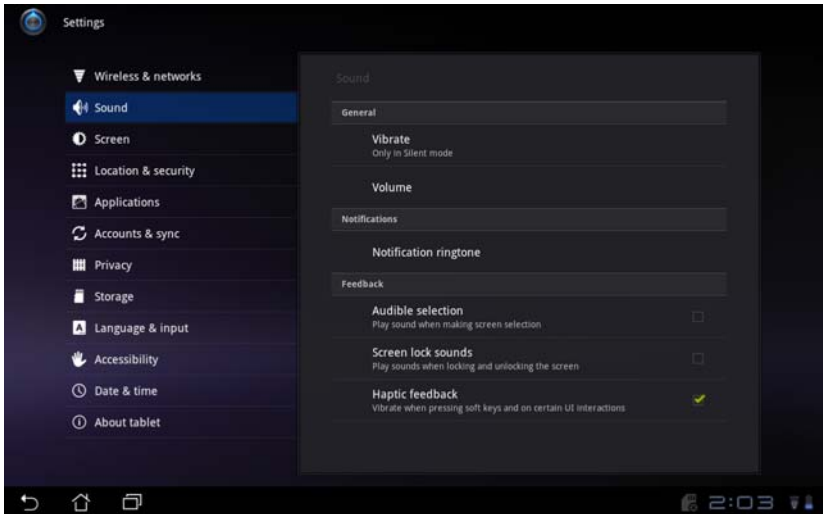 Settings
Wireless & networks
Sound
Screen
Location & security
Applications
Accounts & sync
Privacy
Storage
A Language & input
Accessibility
Date & time
About tablet
Sound
General
Vibrate
Only in Silent mode
Volume
Notifications
Notification ringtone
Feedback
Audible selection
Play sound when making screen selection
Screen lock sounds
Play sounds when locking and unlocking the screen
Haptic feedback
Vibrate when pressing soft keys and on certain UI interactions
2:03